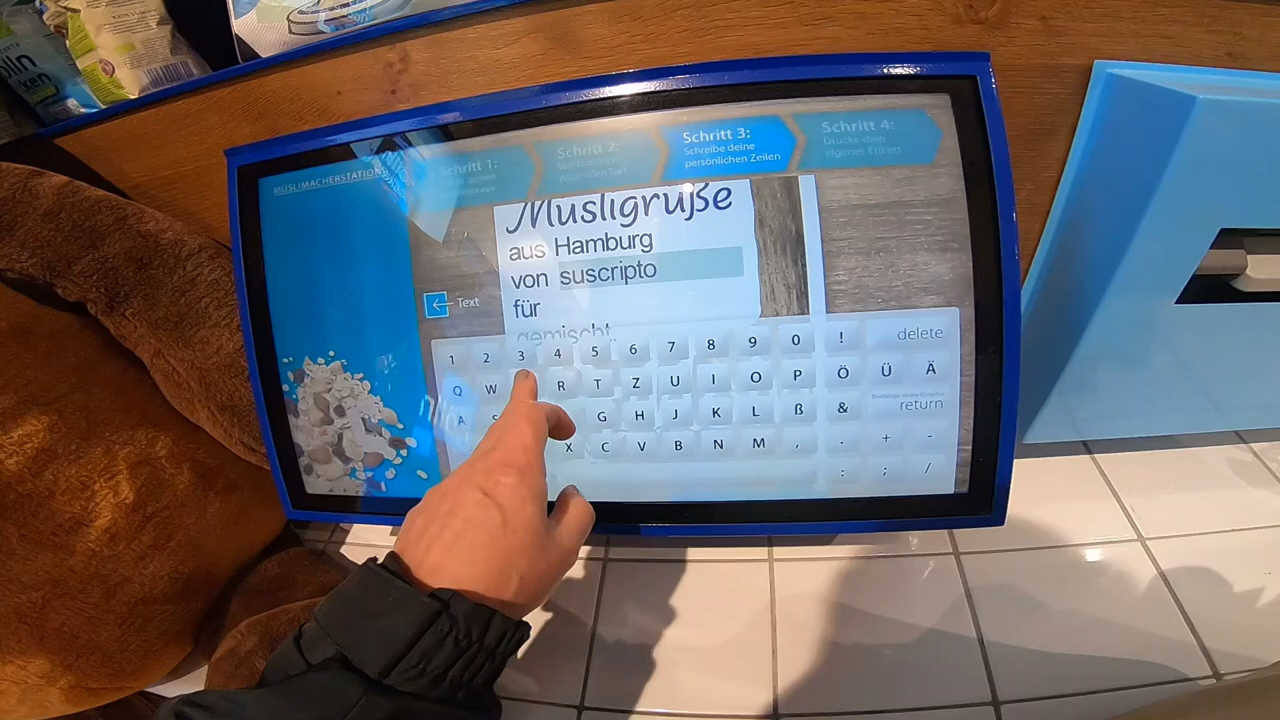 MÜSLIMACHERSTATION
Schritt 1:
Schritt 2:
Schritt 3:
Schreibe deine
persönlichen Zeilen
Schritt 4:
Drucke dein
eigenes Etikett
Müsligrüße
aus Hamburg
von suscripto
für
gemischt
Text
1 2 3 4 5 6 7 8 9 0 ! delete
Q W R T Z U I O P Ö Ü Ä
A S G H J K L ß & return
X C V B N M , . + -
: ; /